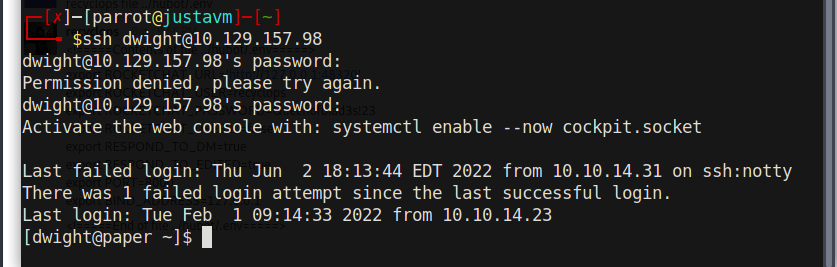 ┌─[✗]─[parrot@justavm]─[~]
└──╼ $ssh dwight@10.129.157.98
dwight@10.129.157.98's password:
Permission denied, please try again.
dwight@10.129.157.98's password:
Activate the web console with: systemctl enable --now cockpit.socket
Last failed login: Thu Jun  2 18:13:44 EDT 2022 from 10.10.14.31 on ssh:notty
There was 1 failed login attempt since the last successful login.
Last login: Tue Feb  1 09:14:33 2022 from 10.10.14.23
[dwight@paper ~]$